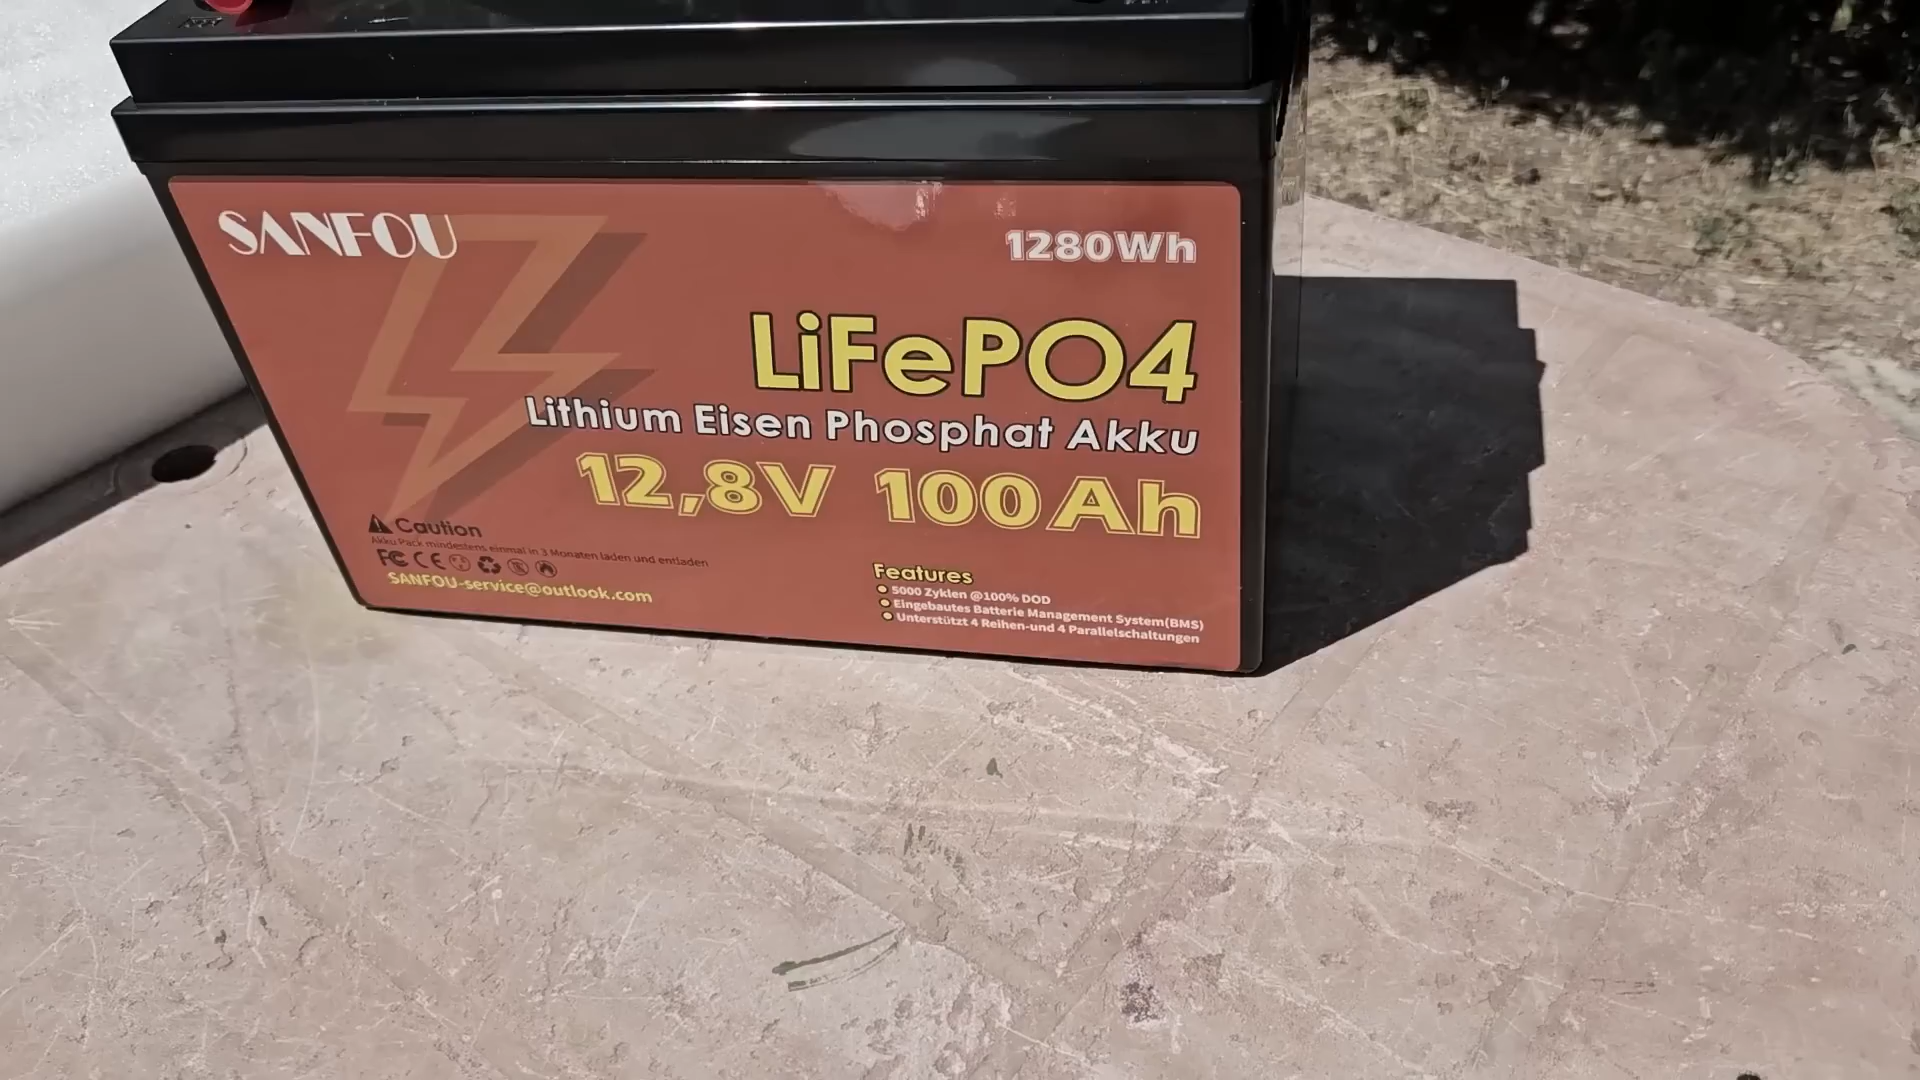 SANFOU
1280Wh
LiFePO4
Lithium Eisen Phosphat Akku
12,8V 100Ah
Caution
Akku Pack mindestens einmal in 3 Monaten laden und entladen
FC CE
SANFOU-service@outlook.com
Features
5000 Zyklen @100% DOD
Eingebautes Batterie Management System(BMS)
Unterstützt 4 Reihen-und 4 Parallelschaltungen